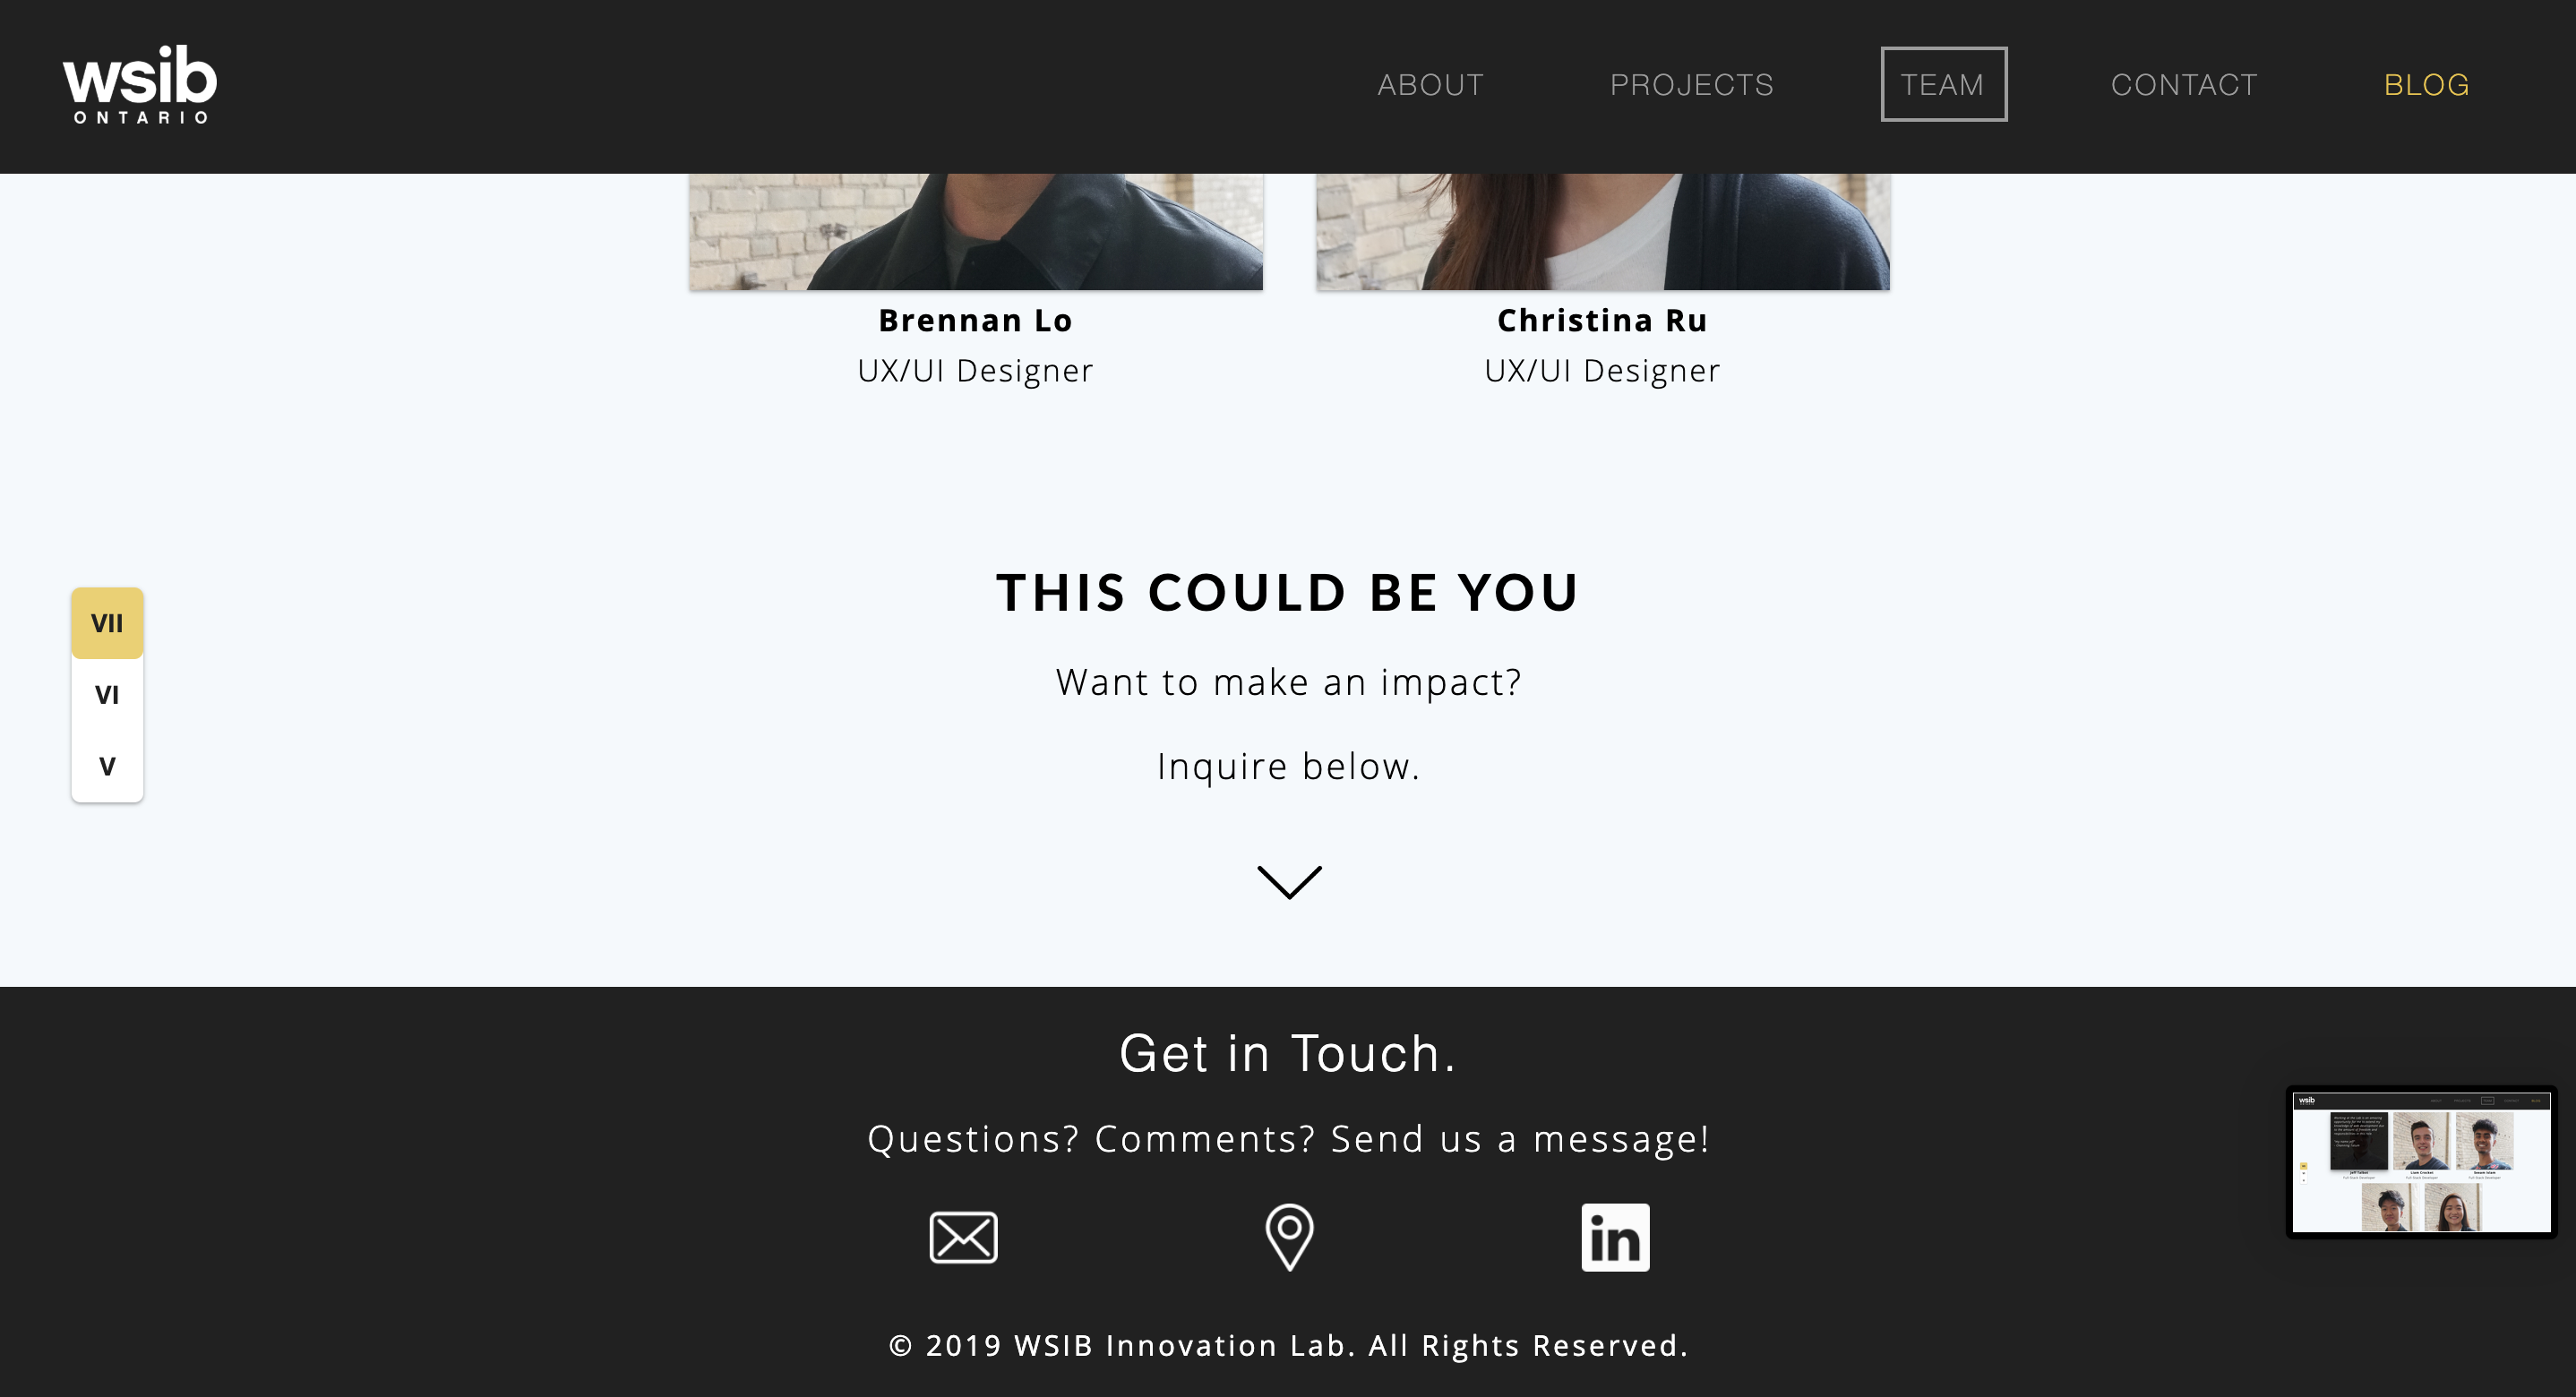 wsib
ONTARIO
ABOUT PROJECTS TEAM CONTACT BLOG
Brennan Lo
UX/UI Designer
Christina Ru
UX/UI Designer
THIS COULD BE YOU
Want to make an impact?
Inquire below.
VII
VI
V
Get in Touch.
Questions? Comments? Send us a message!
in
© 2019 WSIB Innovation Lab. All Rights Reserved.
wsib